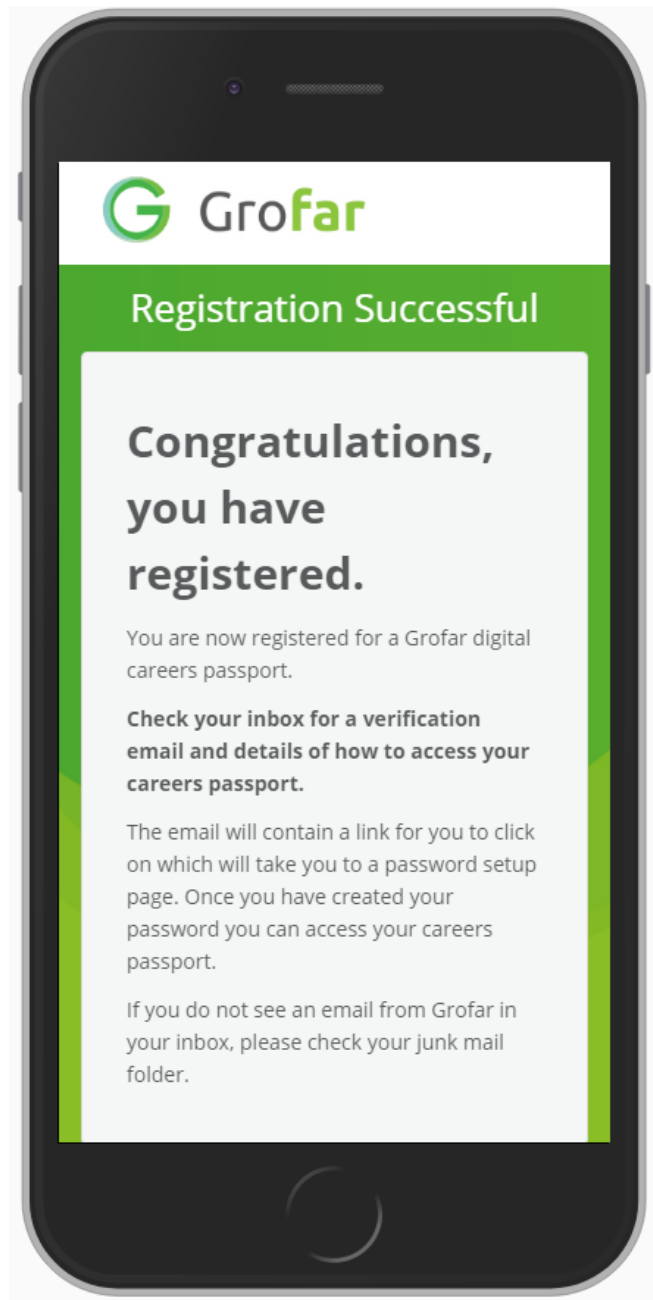 Grofar
Registration Successful
Congratulations,
you have
registered.
You are now registered for a Grofar digital
careers passport.
Check your inbox for a verification
email and details of how to access your
careers passport.
The email will contain a link for you to click
on which will take you to a password setup
page. Once you have created your
password you can access your careers
passport.
If you do not see an email from Grofar in
your inbox, please check your junk mail
folder.